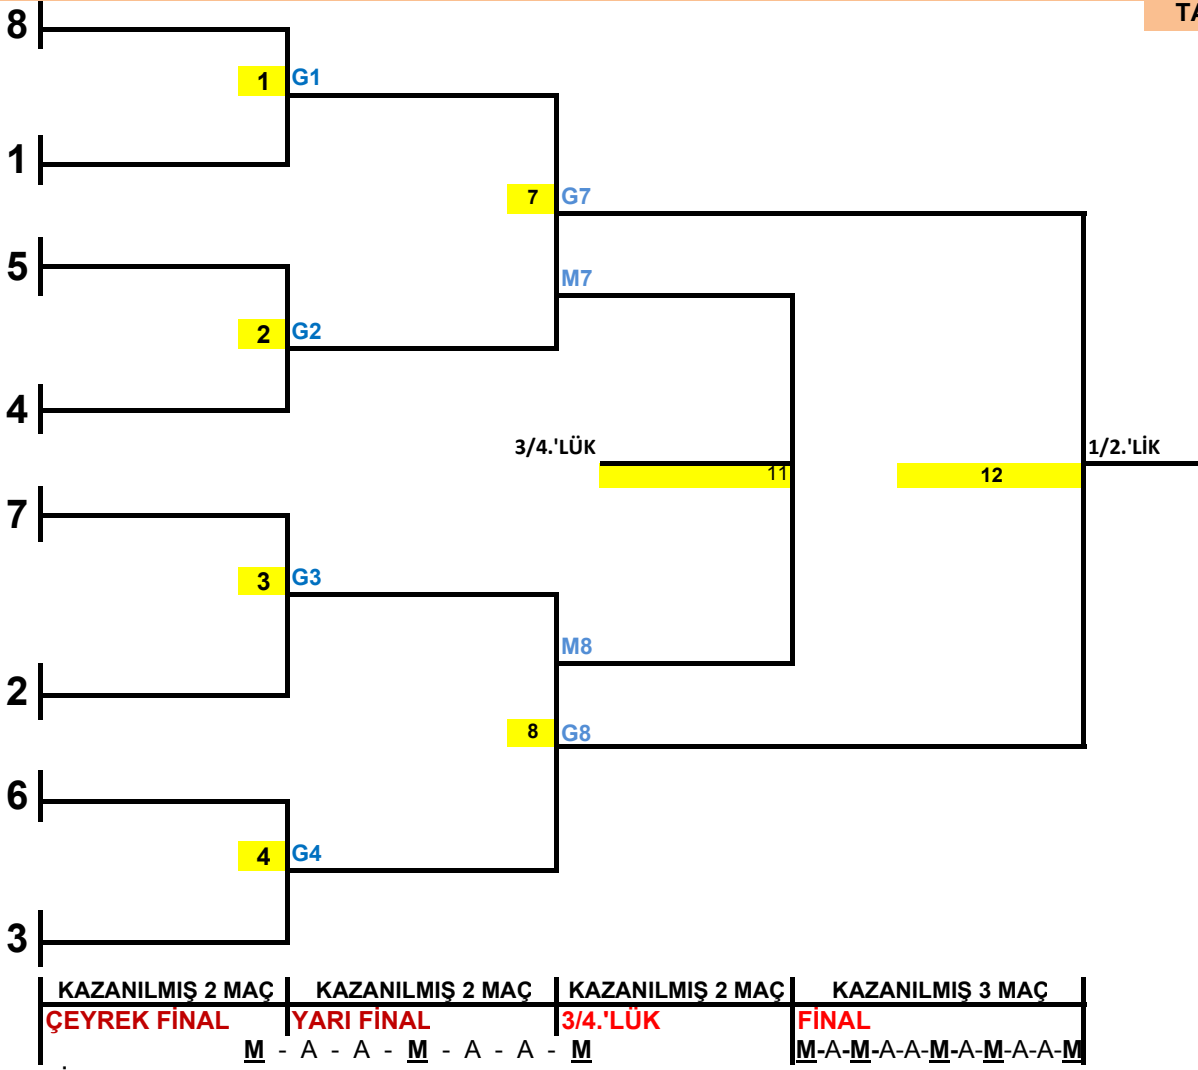 TA
8
1 G1
1
7 G7
5
M7
2 G2
4
3/4.'LÜK
1/2.'LİK
11
12
7
3 G3
M8
2
8 G8
6
4 G4
3
KAZANILMIŞ 2 MAÇ KAZANILMIŞ 2 MAÇ KAZANILMIŞ 2 MAÇ KAZANILMIŞ 3 MAÇ
ÇEYREK FİNAL YARI FİNAL 3/4.'LÜK FİNAL
M - A - A - M - A - A - M M-A-M-A-A-M-A-M-A-A-M